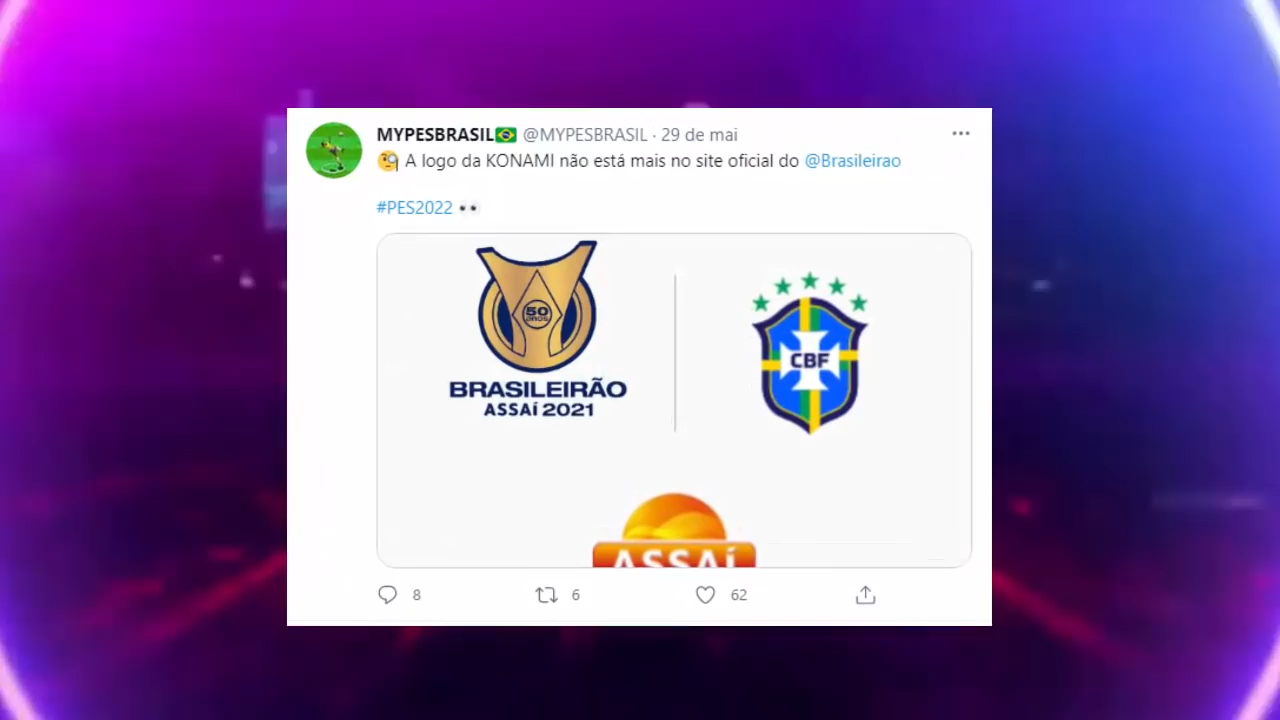 MYPESBRASIL🇧🇷 @MYPESBRASIL · 29 de mai
🧐 A logo da KONAMI não está mais no site oficial do @Brasileirao
#PES2022 👀
50
anos
BRASILEIRÃO
ASSAÍ 2021
CBF
ASSAÍ
8 6 62